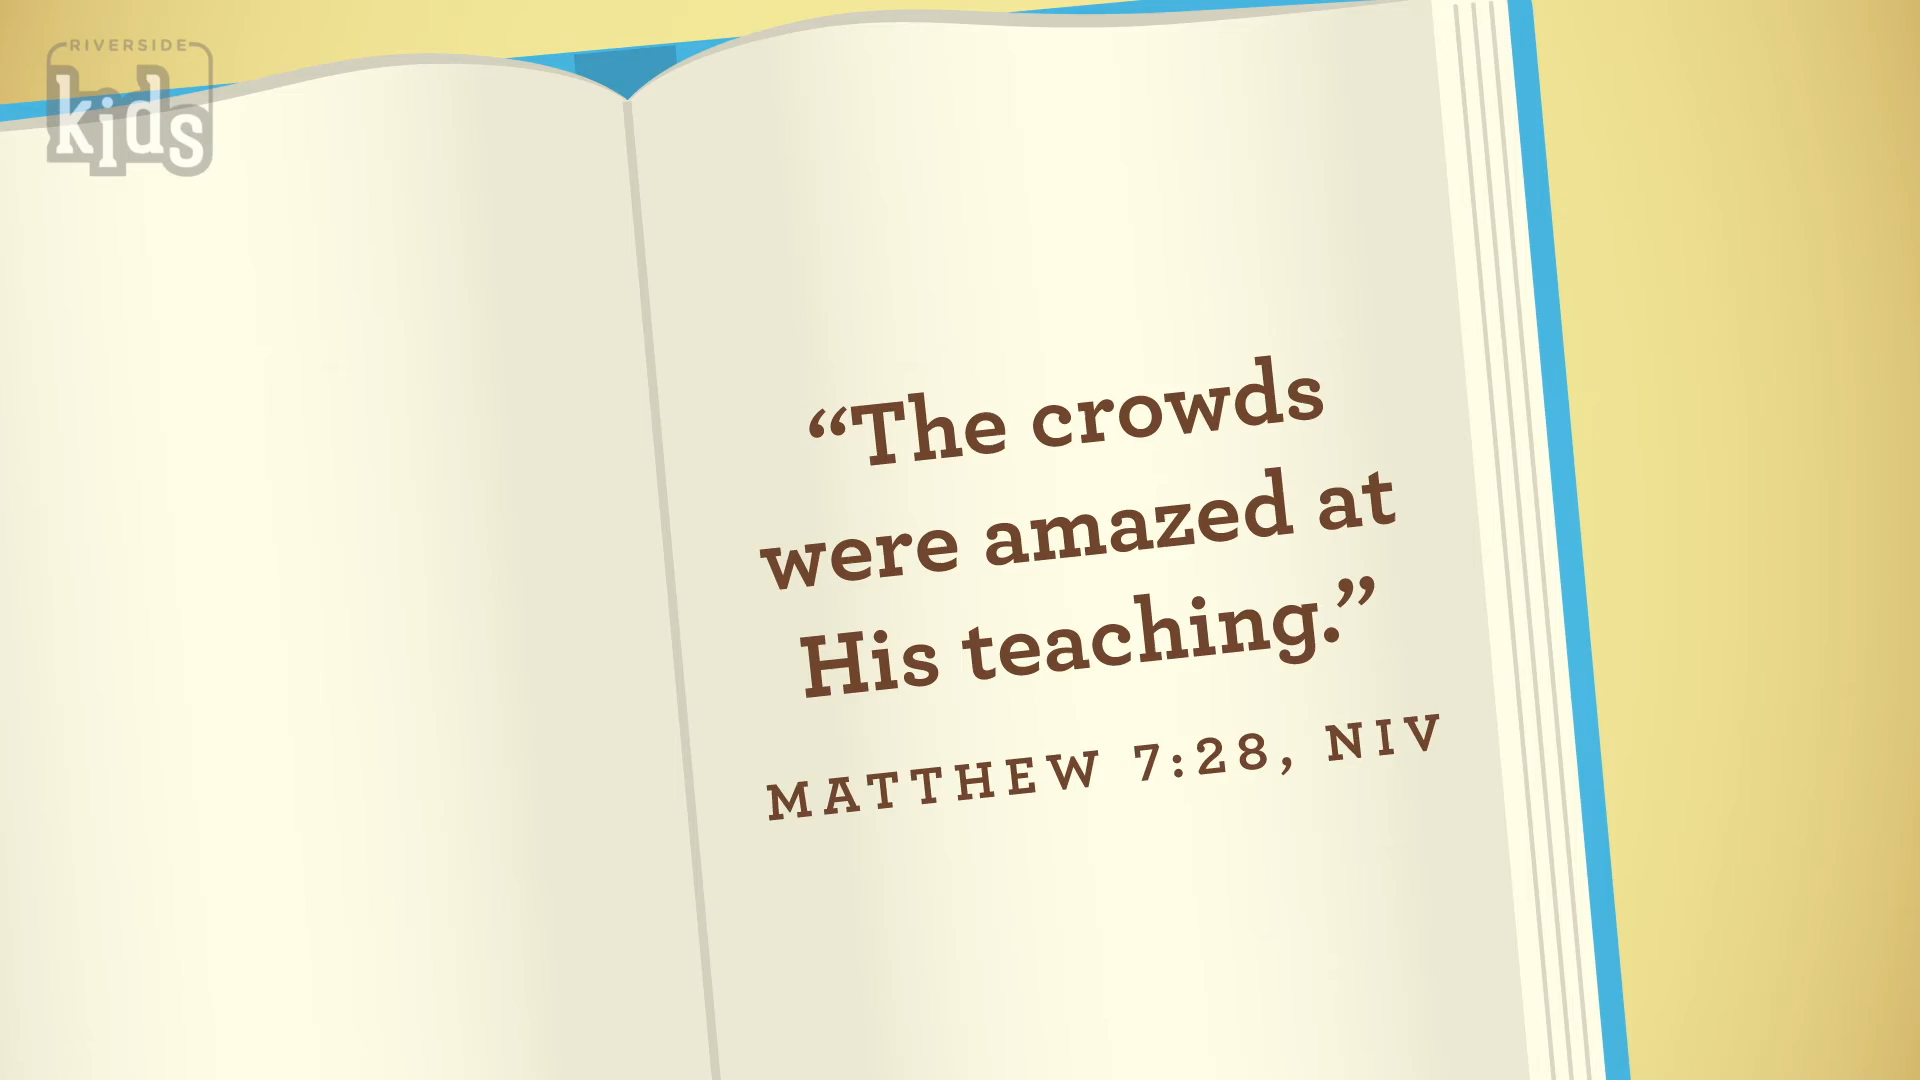 RIVERSIDE
kids
“The crowds
were amazed at
His teaching.”
MATTHEW 7:28, NIV